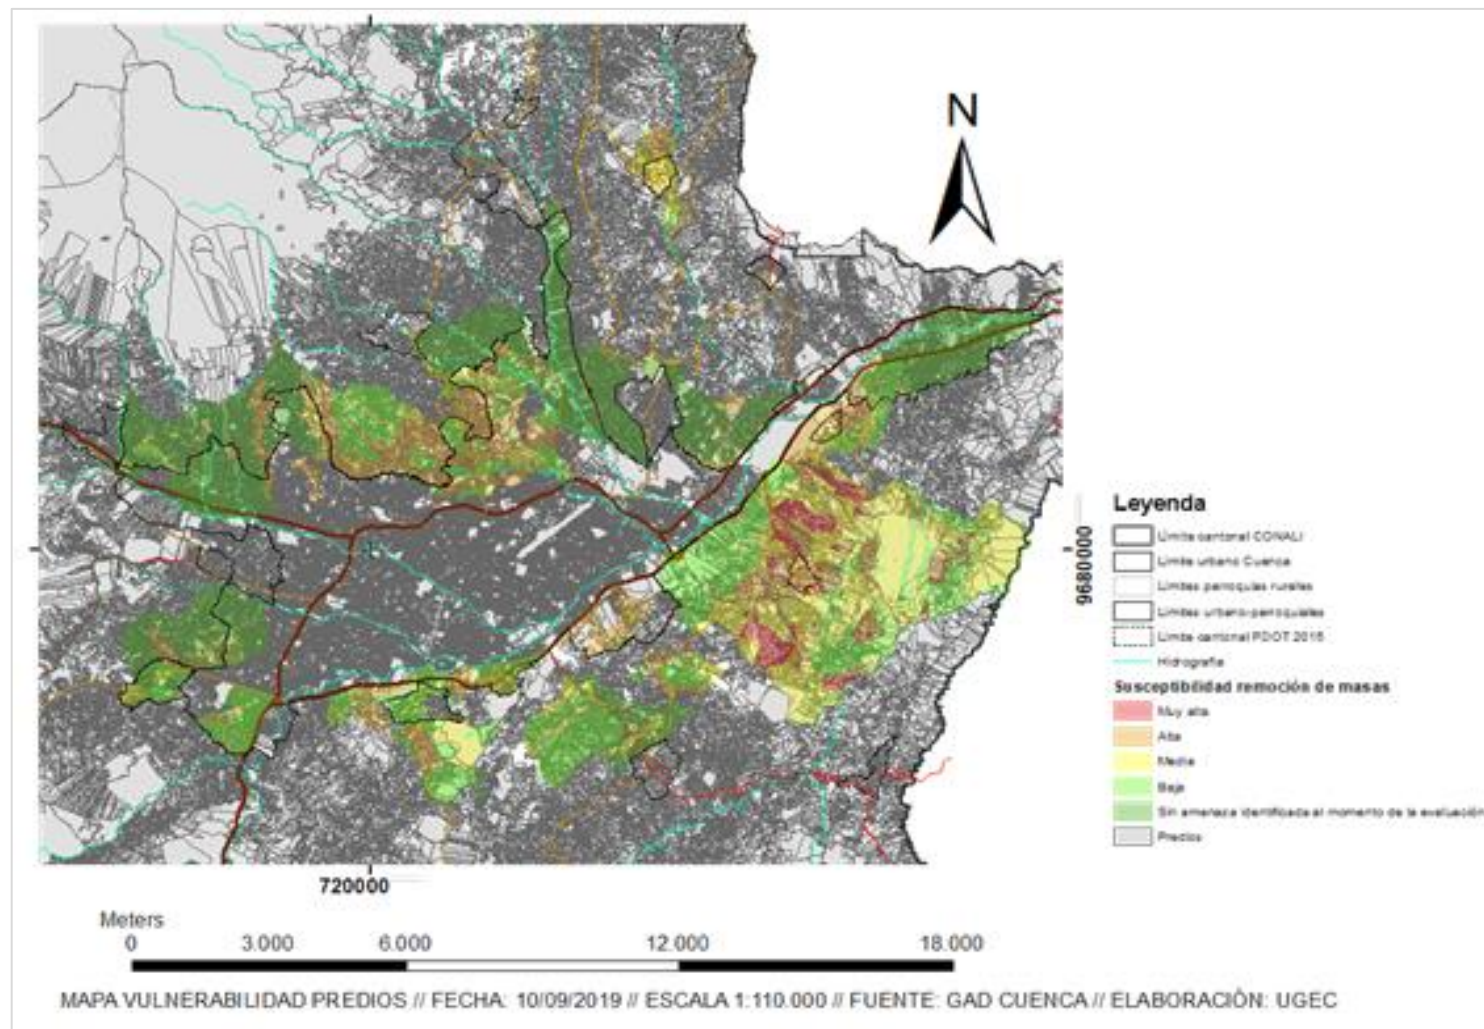 N
Leyenda
Límite cantonal CONALI
Límite urbano Cuenca
Límites parroquias rurales
Límites urbano-parroquiales
Límite cantonal PDOT 2015
Hidrografía
Susceptibilidad remoción de masas
Muy alta
Alta
Media
Baja
Sin amenaza identificada al momento de la evaluación
Predios
9680000
720000
Meters
0 3.000 6.000 12.000 18.000
MAPA VULNERABILIDAD PREDIOS // FECHA: 10/09/2019 // ESCALA 1:110.000 // FUENTE: GAD CUENCA // ELABORACIÓN: UGEC